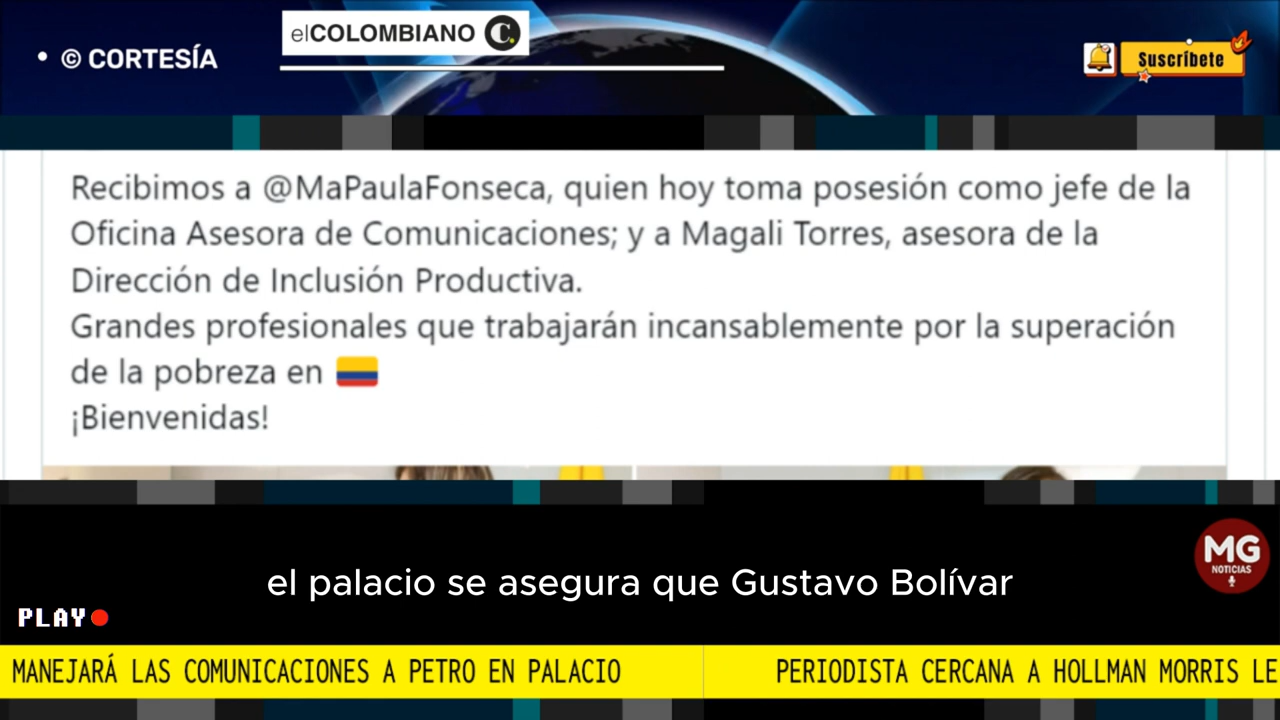 • © CORTESÍA
elCOLOMBIANO C.
Suscríbete
Recibimos a @MaPaulaFonseca, quien hoy toma posesión como jefe de la
Oficina Asesora de Comunicaciones; y a Magali Torres, asesora de la
Dirección de Inclusión Productiva.
Grandes profesionales que trabajarán incansablemente por la superación
de la pobreza en 🇨🇴
¡Bienvenidas!
el palacio se asegura que Gustavo Bolívar
MG
NOTICIAS
PLAY
MANEJARÁ LAS COMUNICACIONES A PETRO EN PALACIO
PERIODISTA CERCANA A HOLLMAN MORRIS LE